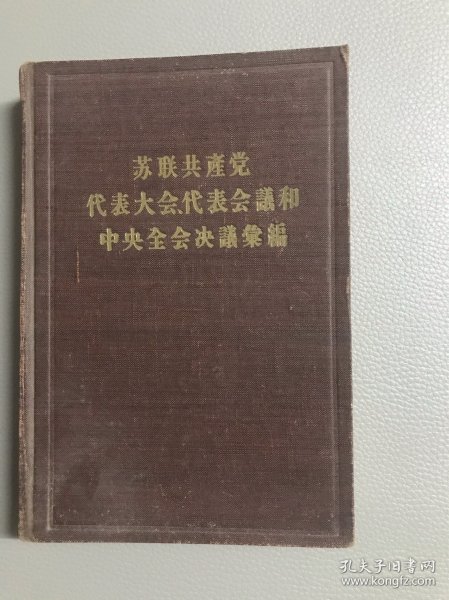 苏联共產党
代表大会、代表会議和
中央全会决議彙編
孔夫子旧书网
www.kongfz.com